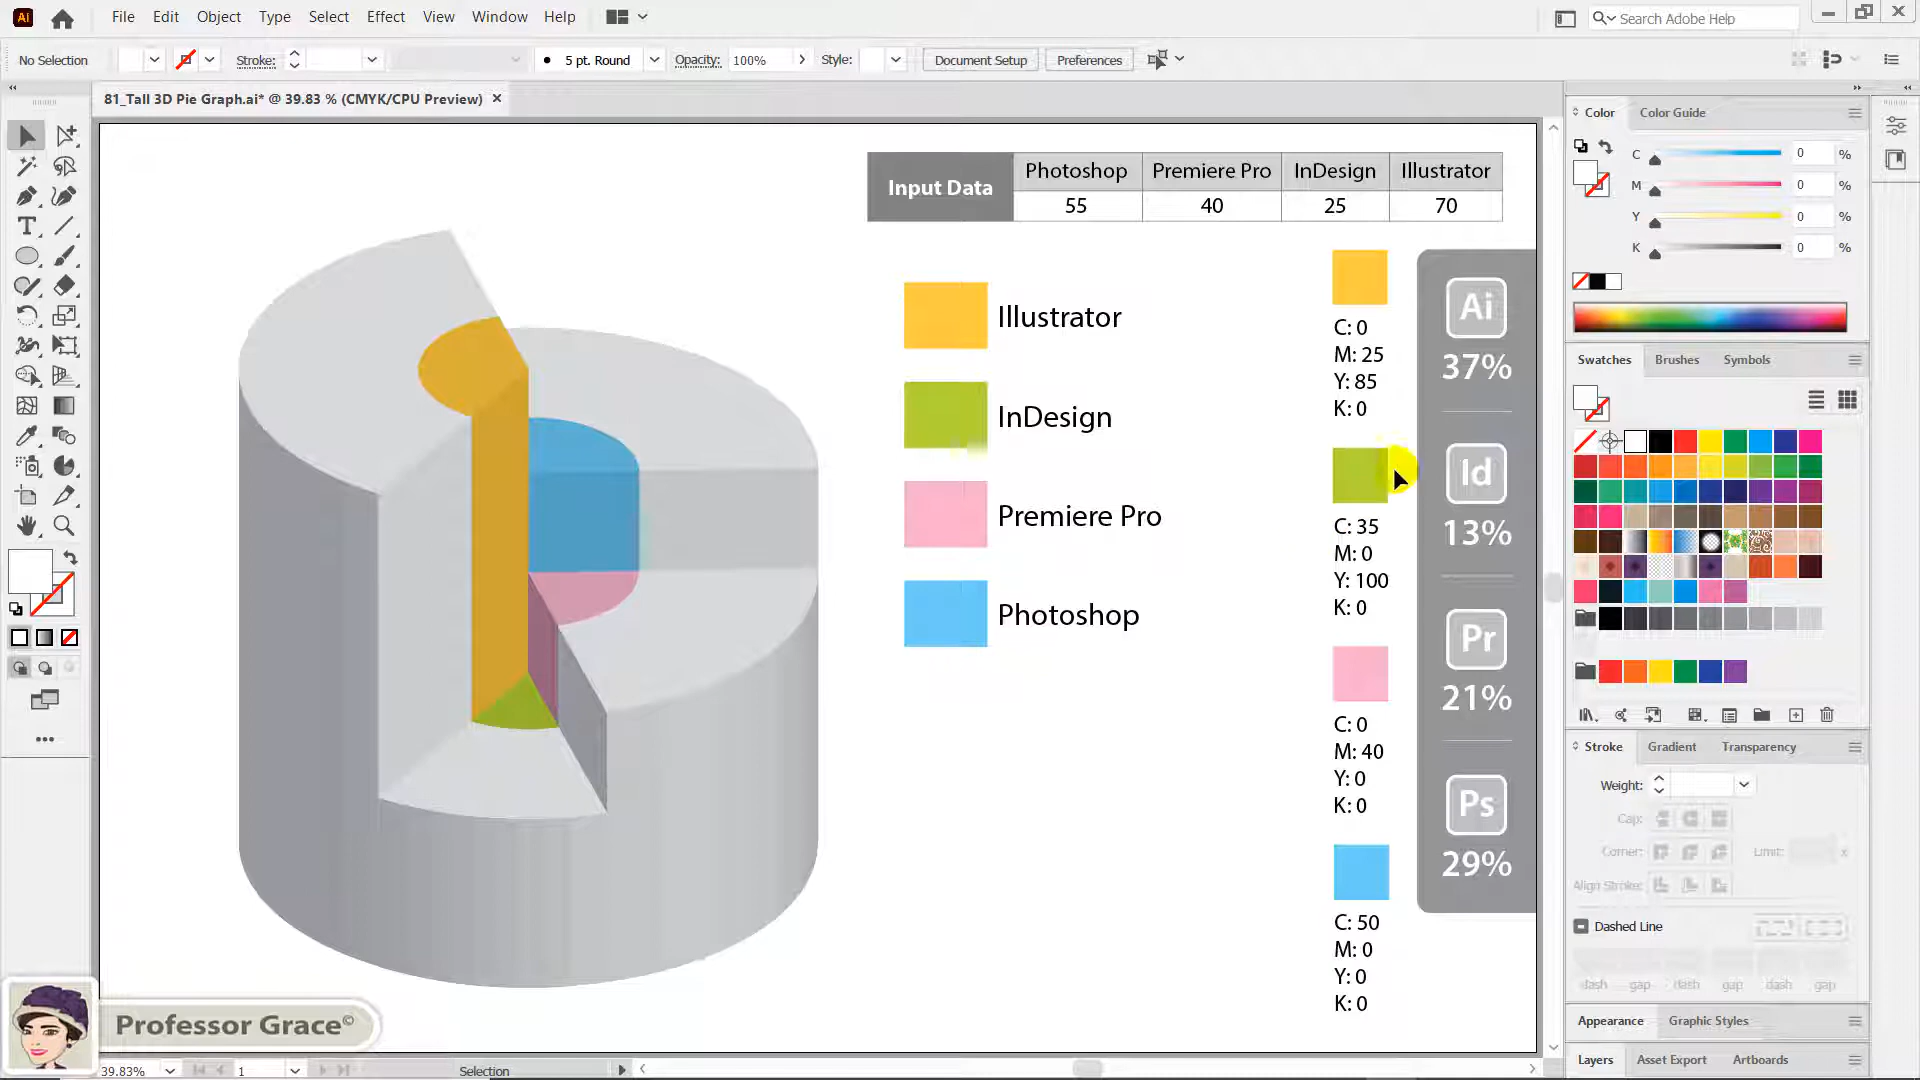 Ai
File Edit Object Type Select Effect View Window Help
Search Adobe Help
No Selection
Stroke:
5 pt. Round
Opacity: 100%
Style:
Document Setup
Preferences
81_Tall 3D Pie Graph.ai* @ 39.83 % (CMYK/CPU Preview)
Input Data
Photoshop Premiere Pro InDesign Illustrator
55 40 25 70
Illustrator
InDesign
Premiere Pro
Photoshop
C: 0
M: 25
Y: 85
K: 0
C: 35
M: 0
Y: 100
K: 0
C: 0
M: 40
Y: 0
K: 0
C: 50
M: 0
Y: 0
K: 0
Ai
37%
Id
13%
Pr
21%
Ps
29%
Color Color Guide
C 0 %
M 0 %
Y 0 %
K 0 %
Swatches Brushes Symbols
Stroke Gradient Transparency
Weight:
Cap:
Corner: Limit: x
Align Stroke:
Dashed Line
dash gap dash gap dash gap
Appearance Graphic Styles
Layers Asset Export Artboards
Professor Grace©
39.83% 1 Selection